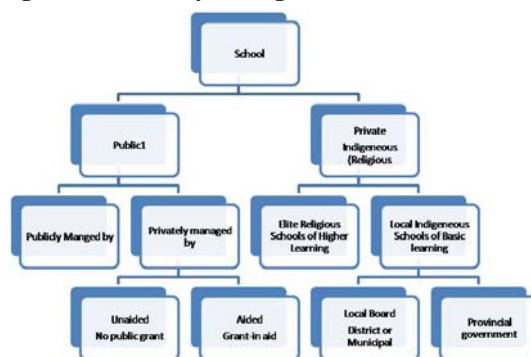 School
Public1
Private
Indigeneous
(Religious
Publicly Manged by
Privately managed
by
Elite Religious
Schools of Higher
Learning
Local Indigeneous
Schools of Basic
learning
Unaided
No public grant
Aided
Grant-in aid
Local Board
District or
Municipal
Provincial
government